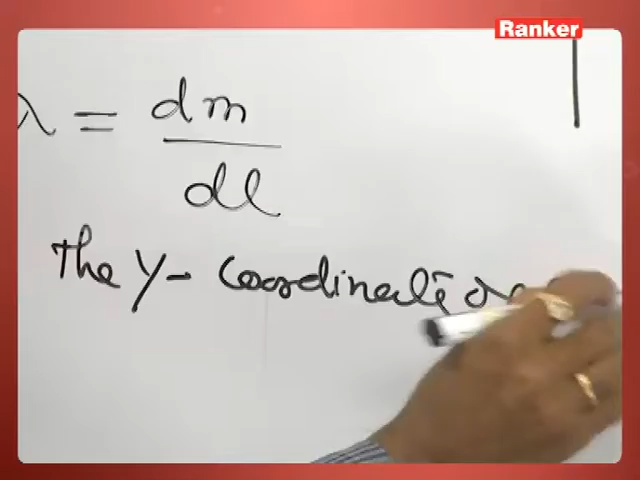 Ranker
λ = dm
dl
The Y- Coordinate